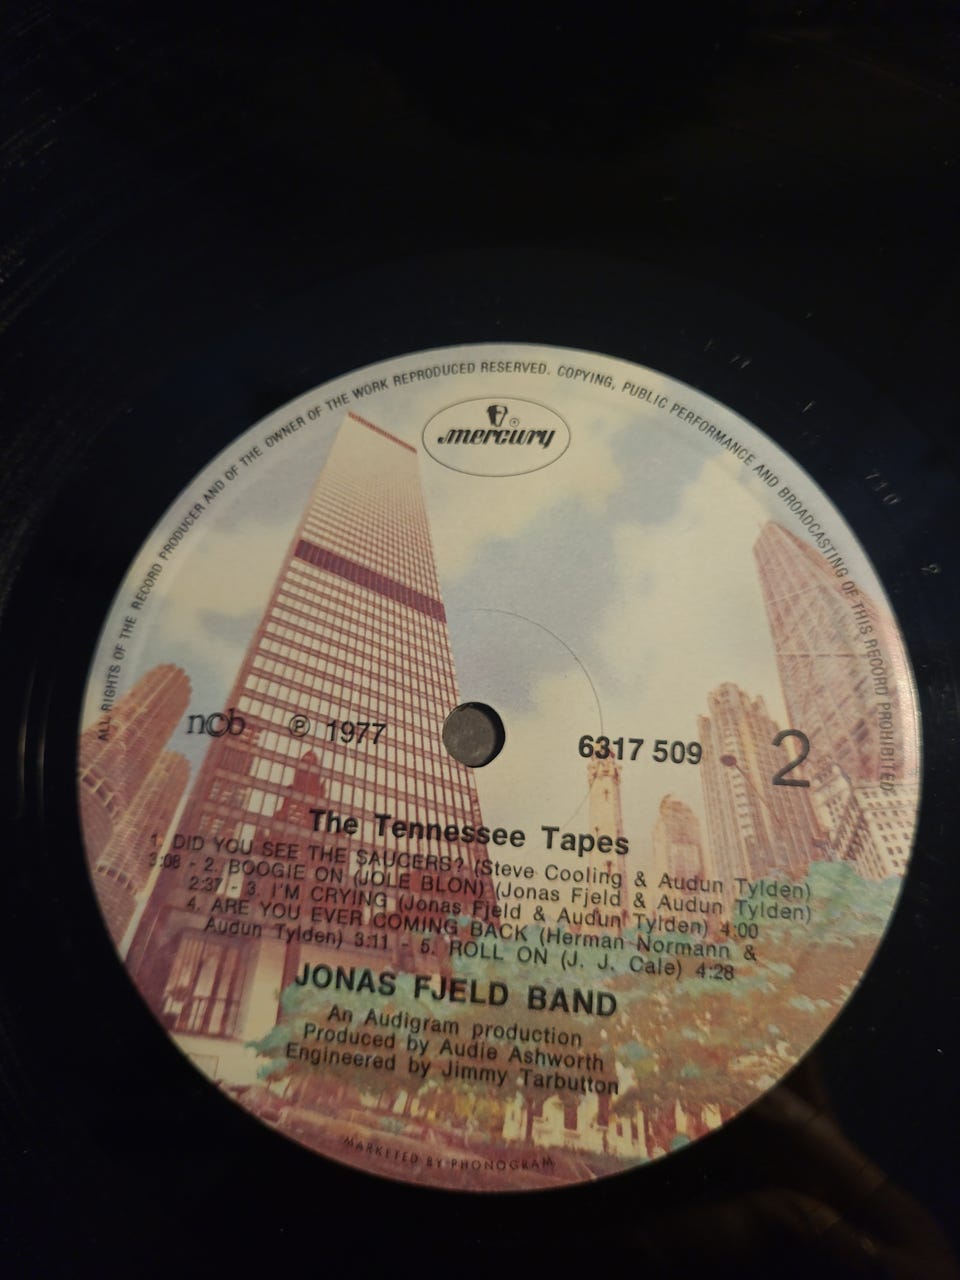 ALL RIGHTS OF THE RECORD PRODUCER AND OF THE OWNER OF THE WORK REPRODUCED RESERVED. COPYING, PUBLIC PERFORMANCE AND BROADCASTING OF THIS RECORD PROHIBITED
mercury
®
ncb ℗ 1977
6317 509 2
The Tennessee Tapes
1. DID YOU SEE THE SAUCERS? (Steve Cooling & Audun Tylden)
3:08 - 2. BOOGIE ON (JOLE BLON) (Jonas Fjeld & Audun Tylden)
2:37 - 3. I'M CRYING (Jonas Fjeld & Audun Tylden) 4:00
4. ARE YOU EVER COMING BACK (Herman Normann &
Audun Tylden) 3:11 - 5. ROLL ON (J. J. Cale) 4:28
JONAS FJELD BAND
An Audigram production
Produced by Audie Ashworth
Engineered by Jimmy Tarbutton
MARKETED BY PHONOGRAM